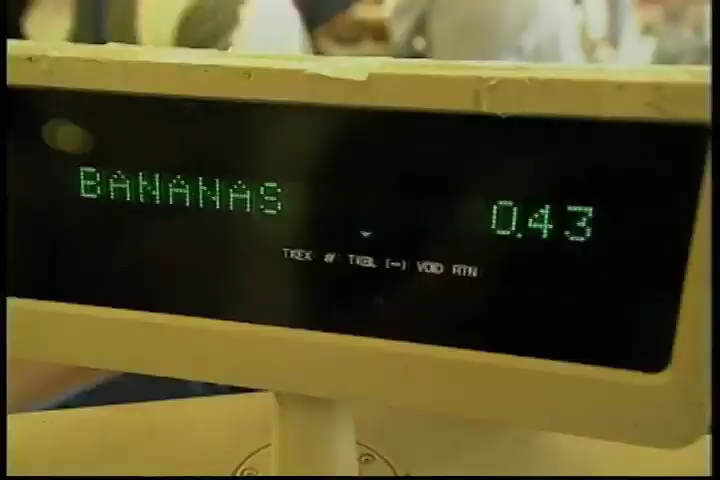 BANANAS 0.43
TXEX # TXBL (-) VOID RTN